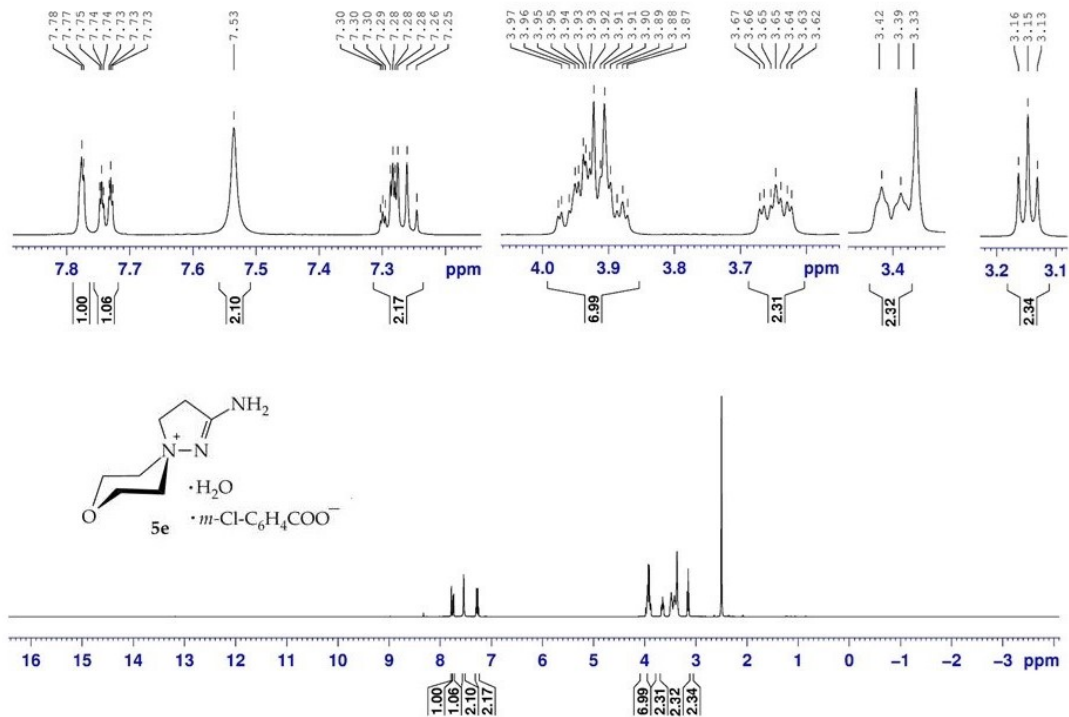 7.78 7.77 7.75 7.74 7.74 7.73 7.73 7.73 7.53 7.30 7.30 7.30 7.29 7.28 7.28 7.28 7.26 7.25 3.97 3.96 3.95 3.95 3.94 3.93 3.93 3.92 3.91 3.91 3.90 3.89 3.88 3.87 3.67 3.66 3.65 3.65 3.64 3.63 3.62 3.42 3.39 3.33 3.16 3.15 3.13
7.8 7.7 7.6 7.5 7.4 7.3 ppm 4.0 3.9 3.8 3.7 ppm 3.4 3.2 3.1
1.00 1.06 2.10 2.17 6.99 2.31 2.32 2.34
NH₂
N⁺ N
·H₂O
O
5e
·m-Cl-C₆H₄COO⁻
16 15 14 13 12 11 10 9 8 7 6 5 4 3 2 1 0 −1 −2 −3 ppm
1.00 1.06 2.10 2.17 6.99 2.31 2.32 2.34